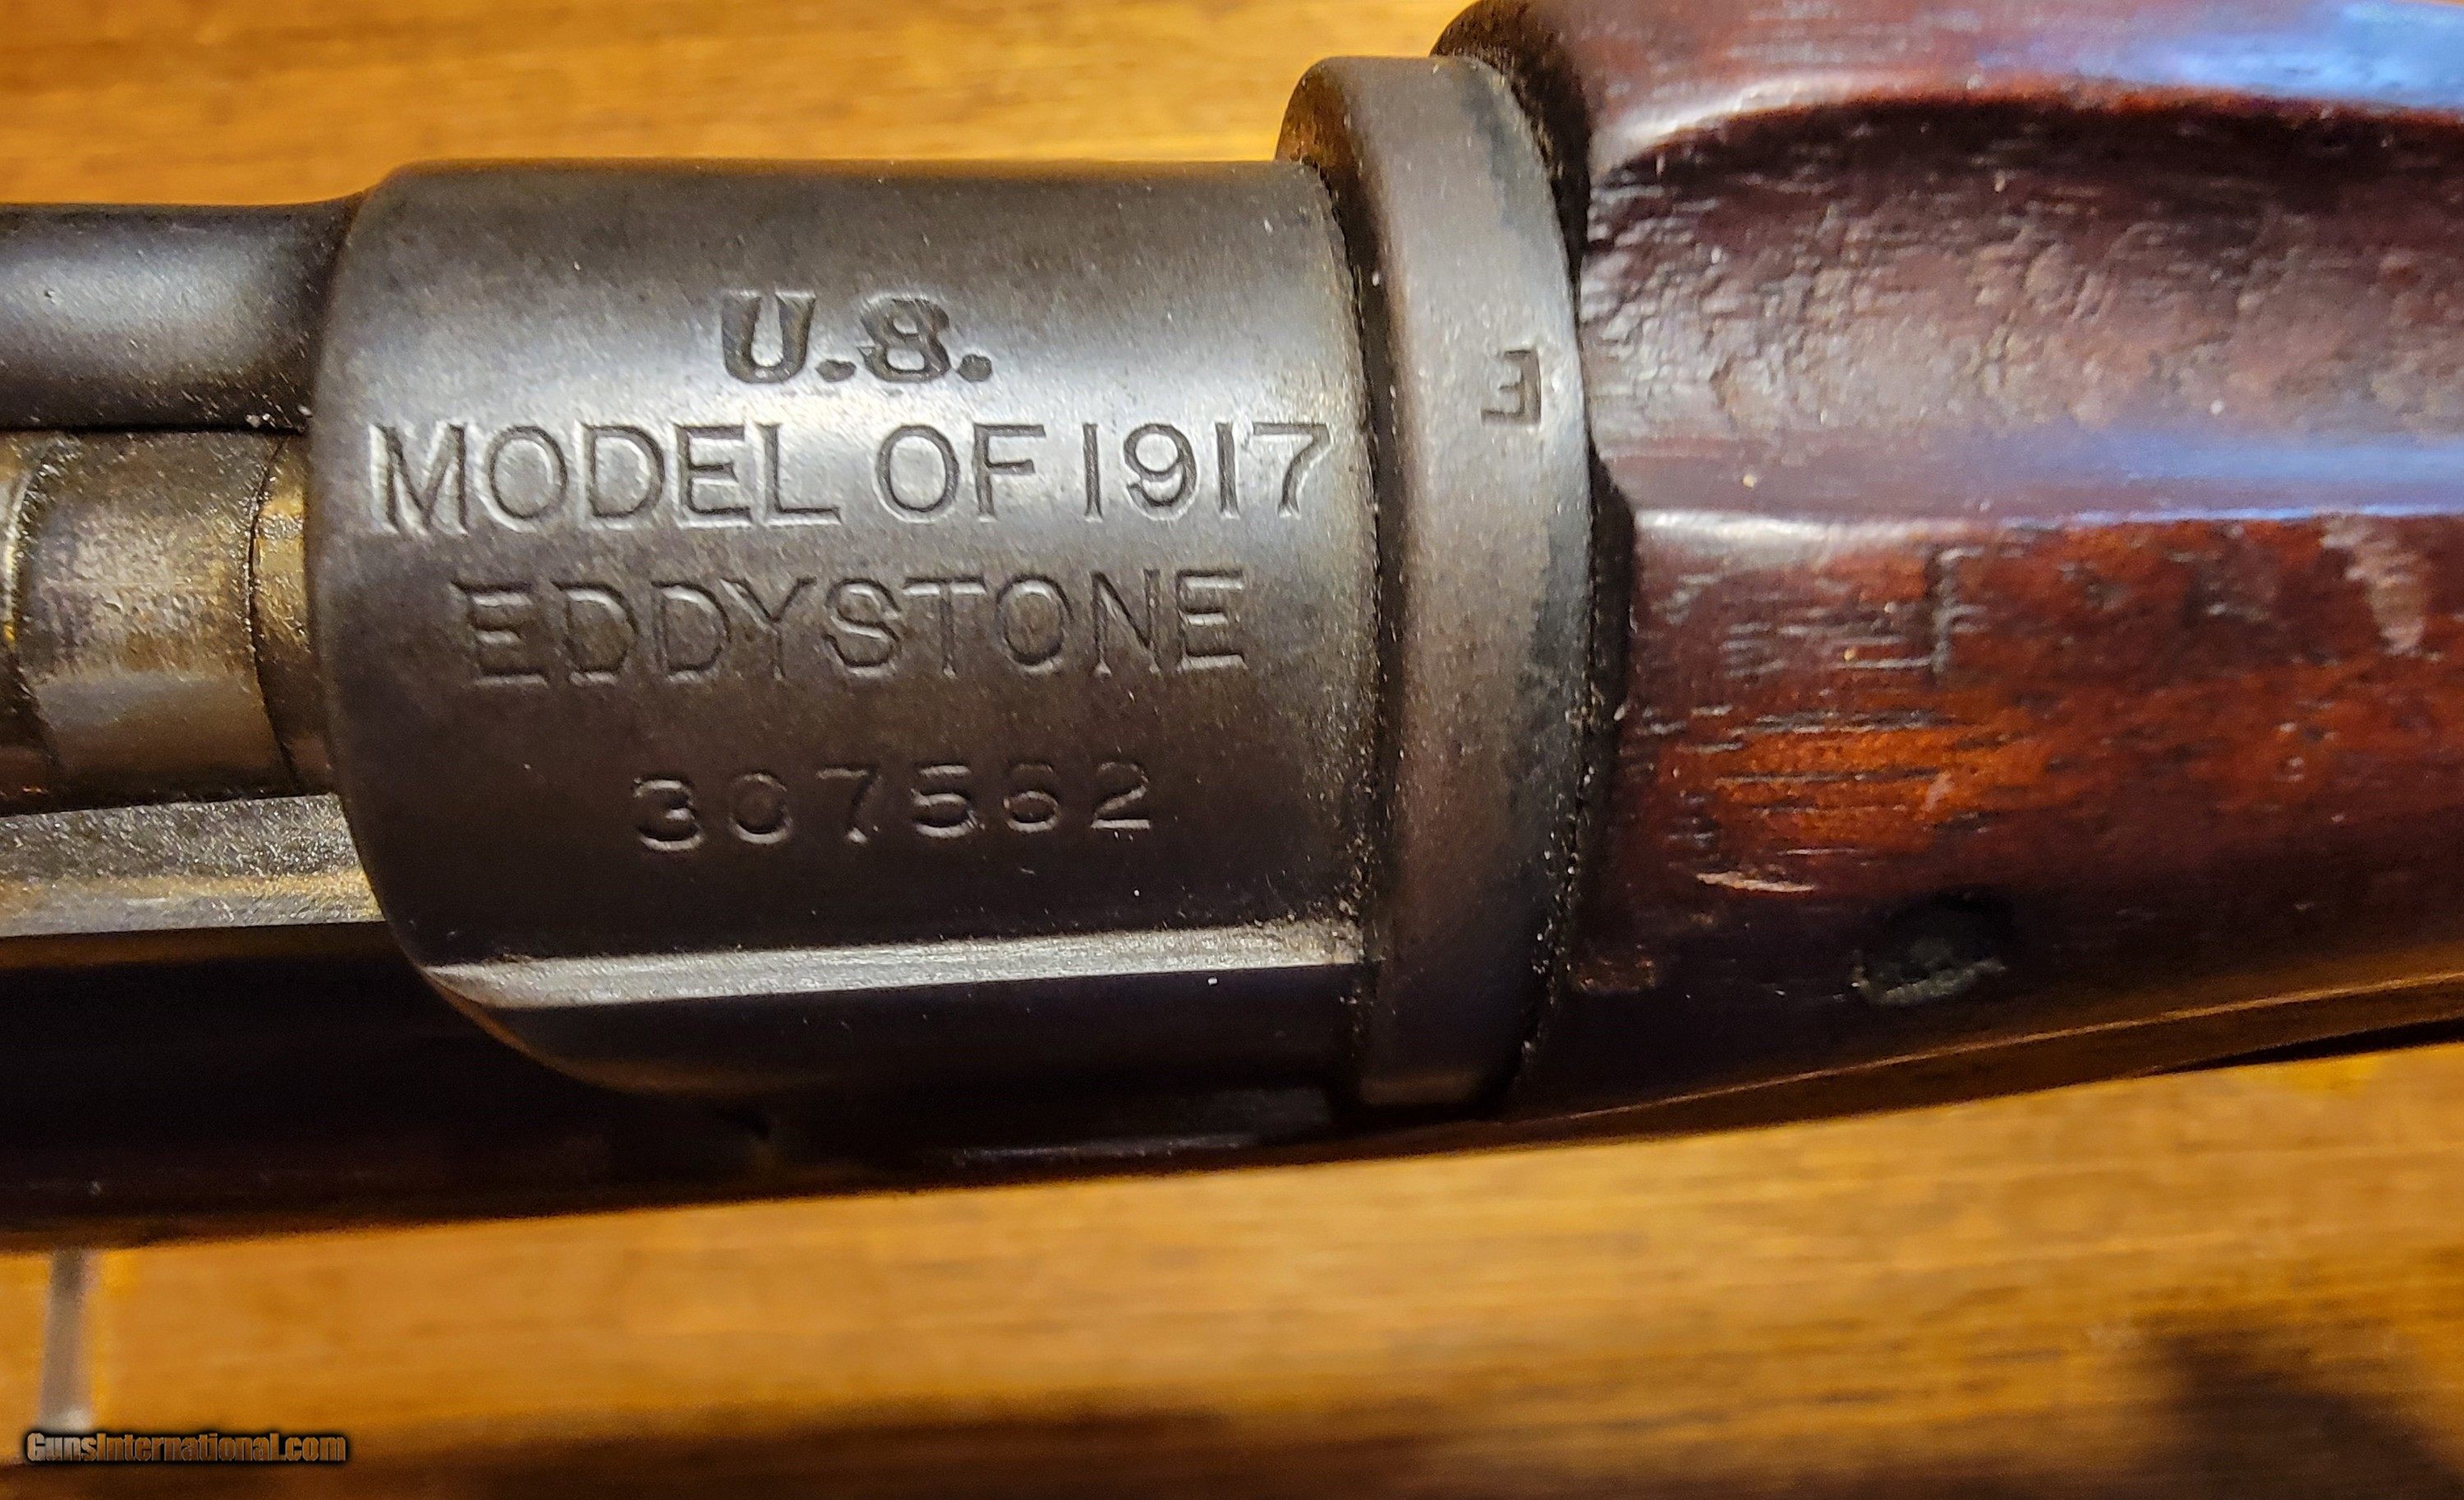 U.S.
MODEL OF 1917
EDDYSTONE
307562
E
GunsInternational.com